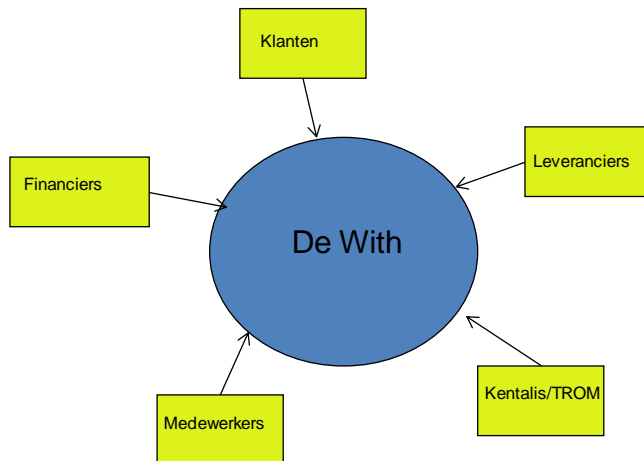 Klanten
Leveranciers
Financiers
De With
Kentalis/TROM
Medewerkers